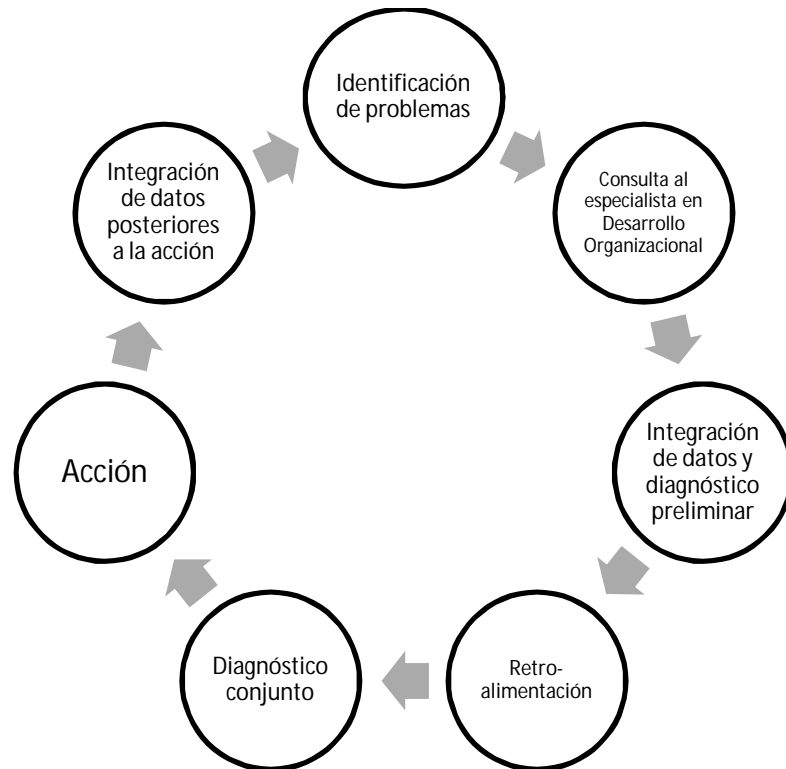 Identificación
de problemas
Consulta al
especialista en
Desarrollo
Organizacional
Integración
de datos y
diagnóstico
preliminar
Retro-
alimentación
Diagnóstico
conjunto
Acción
Integración
de datos
posteriores
a la acción